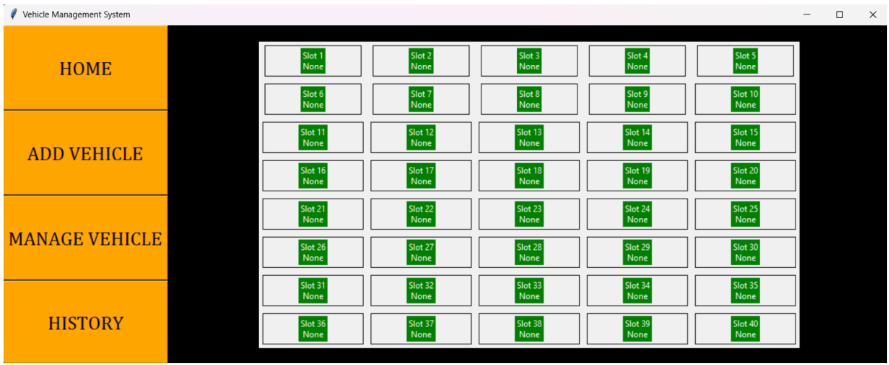 Vehicle Management System
HOME
ADD VEHICLE
MANAGE VEHICLE
HISTORY
Slot 1
None
Slot 2
None
Slot 3
None
Slot 4
None
Slot 5
None
Slot 6
None
Slot 7
None
Slot 8
None
Slot 9
None
Slot 10
None
Slot 11
None
Slot 12
None
Slot 13
None
Slot 14
None
Slot 15
None
Slot 16
None
Slot 17
None
Slot 18
None
Slot 19
None
Slot 20
None
Slot 21
None
Slot 22
None
Slot 23
None
Slot 24
None
Slot 25
None
Slot 26
None
Slot 27
None
Slot 28
None
Slot 29
None
Slot 30
None
Slot 31
None
Slot 32
None
Slot 33
None
Slot 34
None
Slot 35
None
Slot 36
None
Slot 37
None
Slot 38
None
Slot 39
None
Slot 40
None